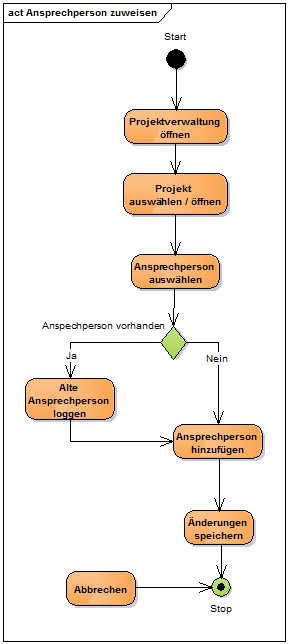 act Ansprechperson zuweisen
Start
Projektverwaltung
öffnen
Projekt
auswählen / öffnen
Ansprechperson
auswählen
Anspechperson vorhanden
Ja
Nein
Alte
Ansprechperson
loggen
Ansprechperson
hinzufügen
Änderungen
speichern
Abbrechen
Stop